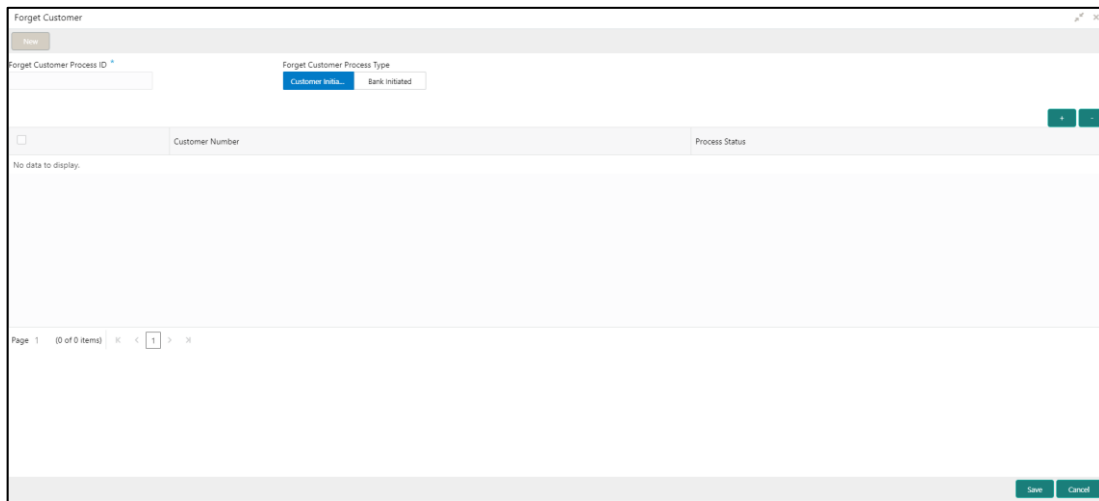 Forget Customer
New
Forget Customer Process ID *
Forget Customer Process Type
Customer Initia... Bank Initiated
+ -
Customer Number Process Status
No data to display.
Page 1 (0 of 0 items) 1
Save Cancel